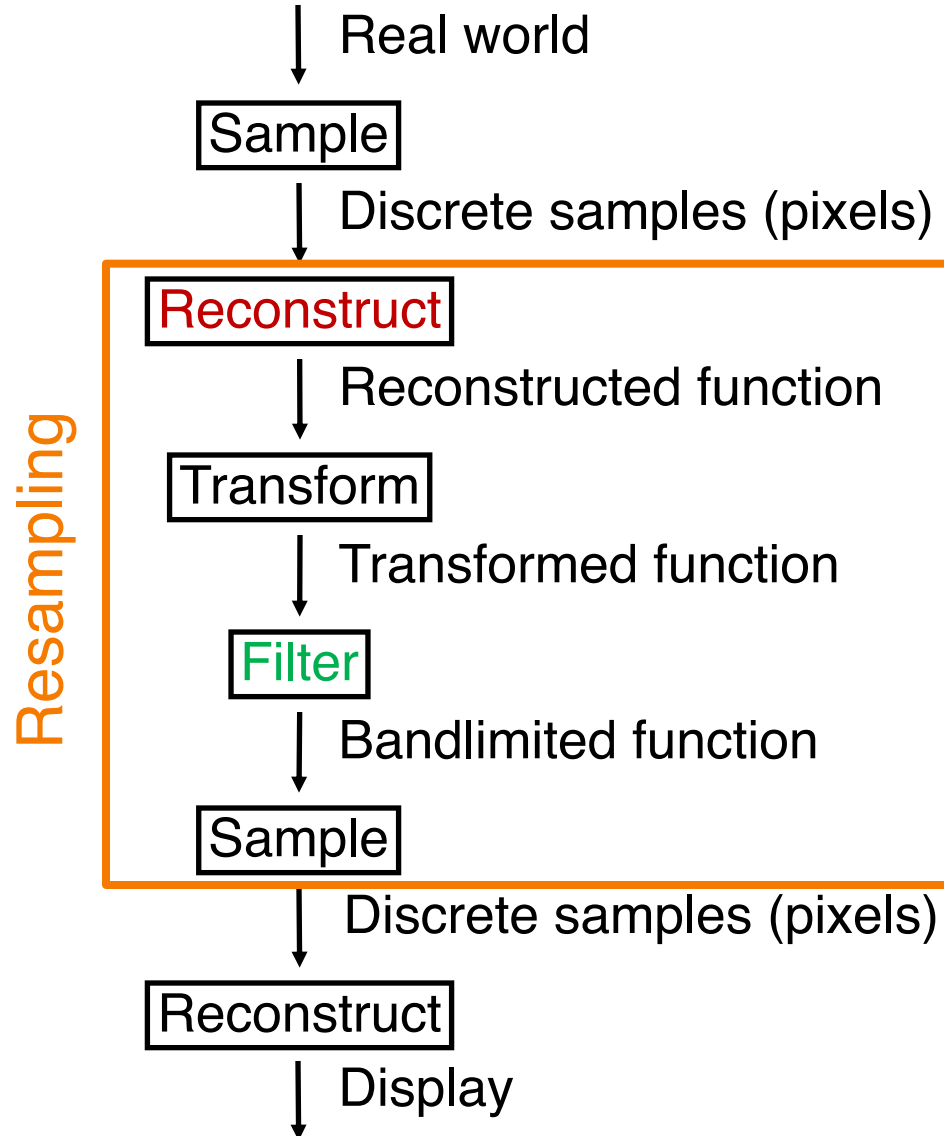 Real world
Sample
Discrete samples (pixels)
Reconstruct
Reconstructed function
Transform
Transformed function
Filter
Bandlimited function
Sample
Discrete samples (pixels)
Reconstruct
Display
Resampling